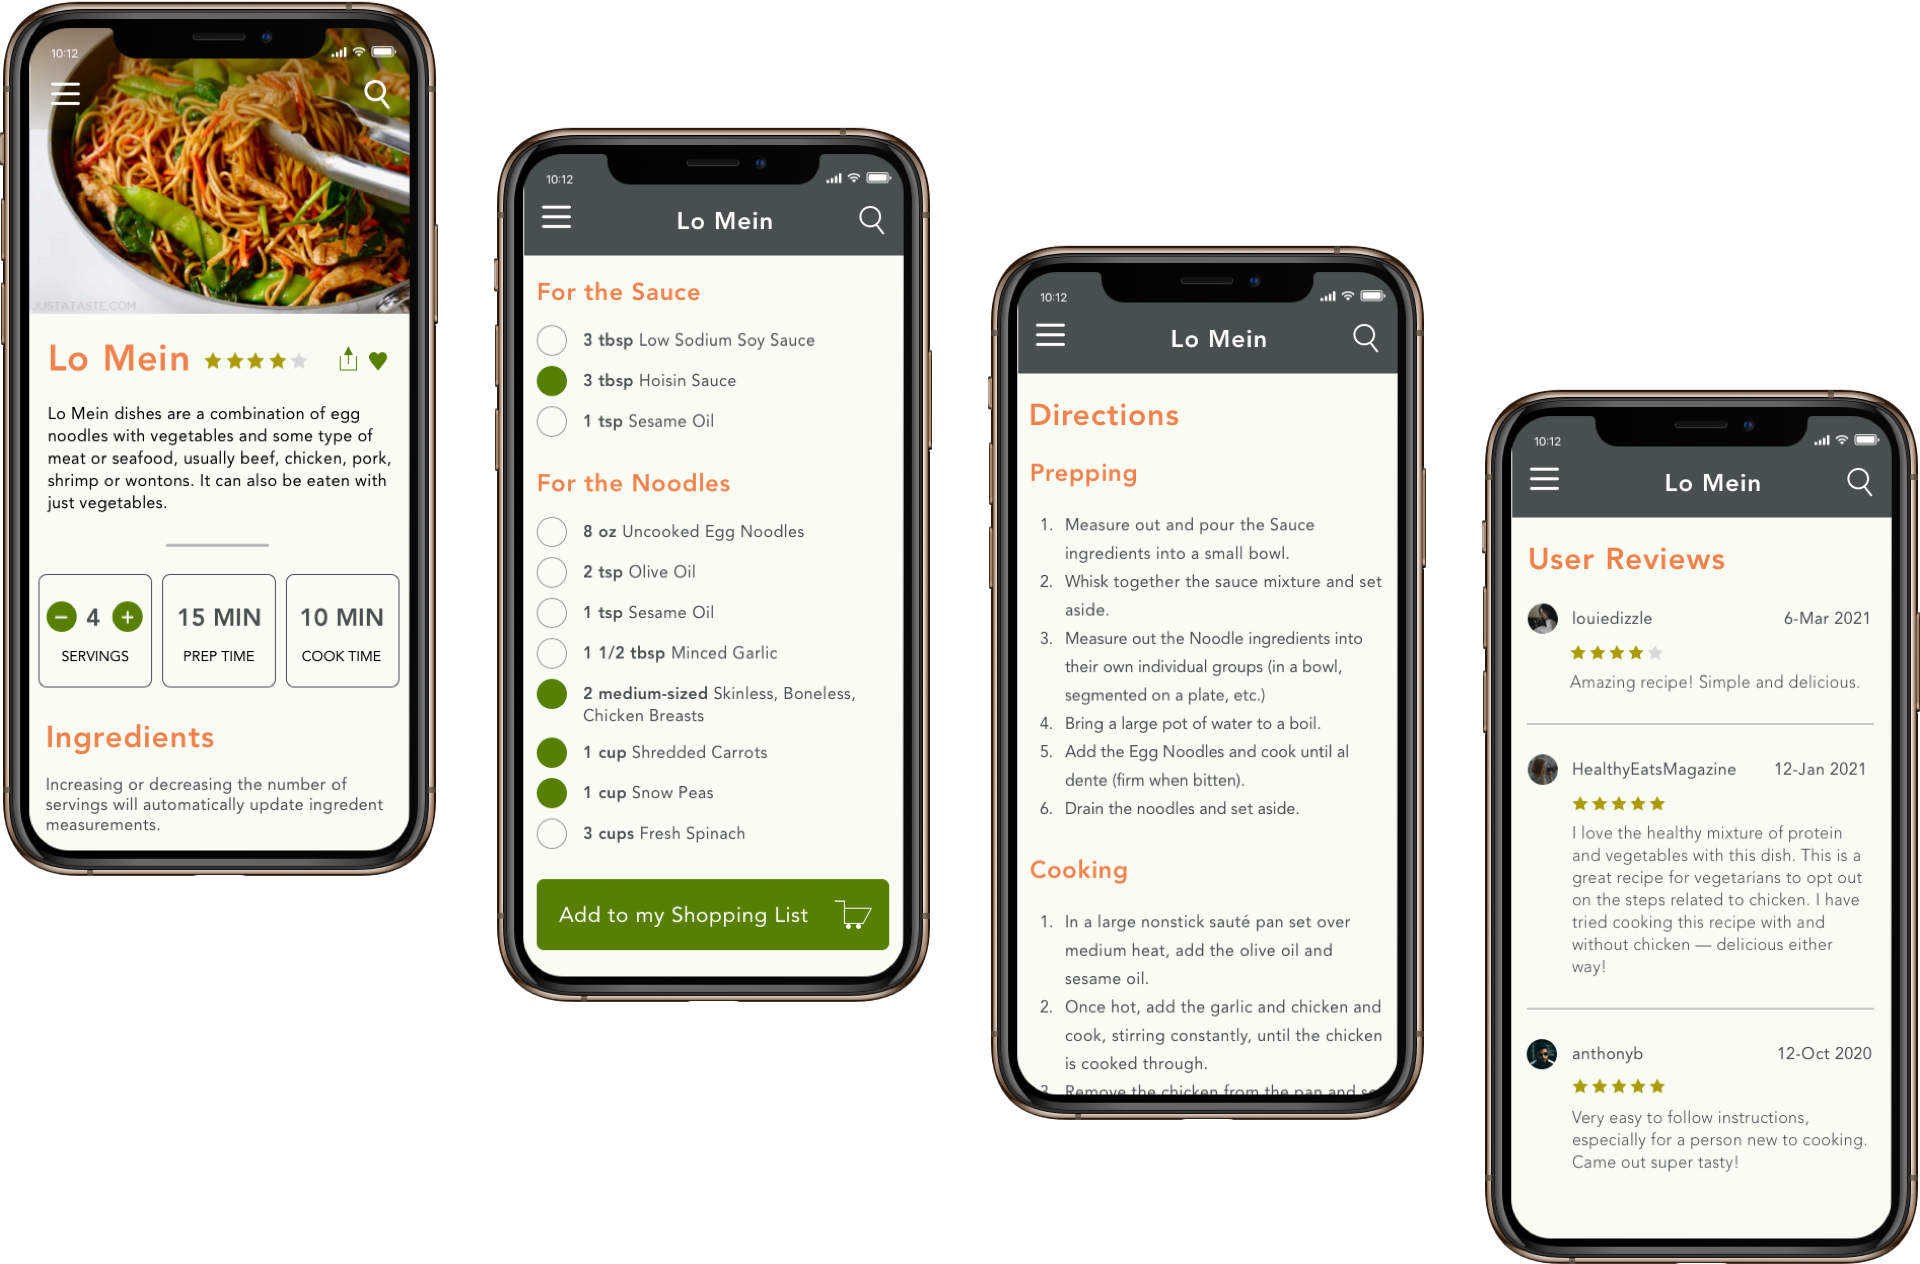 10:12
JUSTATASTE.COM
Lo Mein
Lo Mein dishes are a combination of egg
noodles with vegetables and some type of
meat or seafood, usually beef, chicken, pork,
shrimp or wontons. It can also be eaten with
just vegetables.
4
SERVINGS
15 MIN
PREP TIME
10 MIN
COOK TIME
Ingredients
Increasing or decreasing the number of
servings will automatically update ingredent
measurements.
10:12
Lo Mein
For the Sauce
3 tbsp Low Sodium Soy Sauce
3 tbsp Hoisin Sauce
1 tsp Sesame Oil
For the Noodles
8 oz Uncooked Egg Noodles
2 tsp Olive Oil
1 tsp Sesame Oil
1 1/2 tbsp Minced Garlic
2 medium-sized Skinless, Boneless,
Chicken Breasts
1 cup Shredded Carrots
1 cup Snow Peas
3 cups Fresh Spinach
Add to my Shopping List
10:12
Lo Mein
Directions
Prepping
1. Measure out and pour the Sauce
ingredients into a small bowl.
2. Whisk together the sauce mixture and set
aside.
3. Measure out the Noodle ingredients into
their own individual groups (in a bowl,
segmented on a plate, etc.)
4. Bring a large pot of water to a boil.
5. Add the Egg Noodles and cook until al
dente (firm when bitten).
6. Drain the noodles and set aside.
Cooking
1. In a large nonstick sauté pan set over
medium heat, add the olive oil and
sesame oil.
2. Once hot, add the garlic and chicken and
cook, stirring constantly, until the chicken
is cooked through.
3. Remove the chicken from the pan and set
10:12
Lo Mein
User Reviews
louiedizzle 6-Mar 2021
Amazing recipe! Simple and delicious.
HealthyEatsMagazine 12-Jan 2021
I love the healthy mixture of protein
and vegetables with this dish. This is a
great recipe for vegetarians to opt out
on the steps related to chicken. I have
tried cooking this recipe with and
without chicken — delicious either
way!
anthonyb 12-Oct 2020
Very easy to follow instructions,
especially for a person new to cooking.
Came out super tasty!